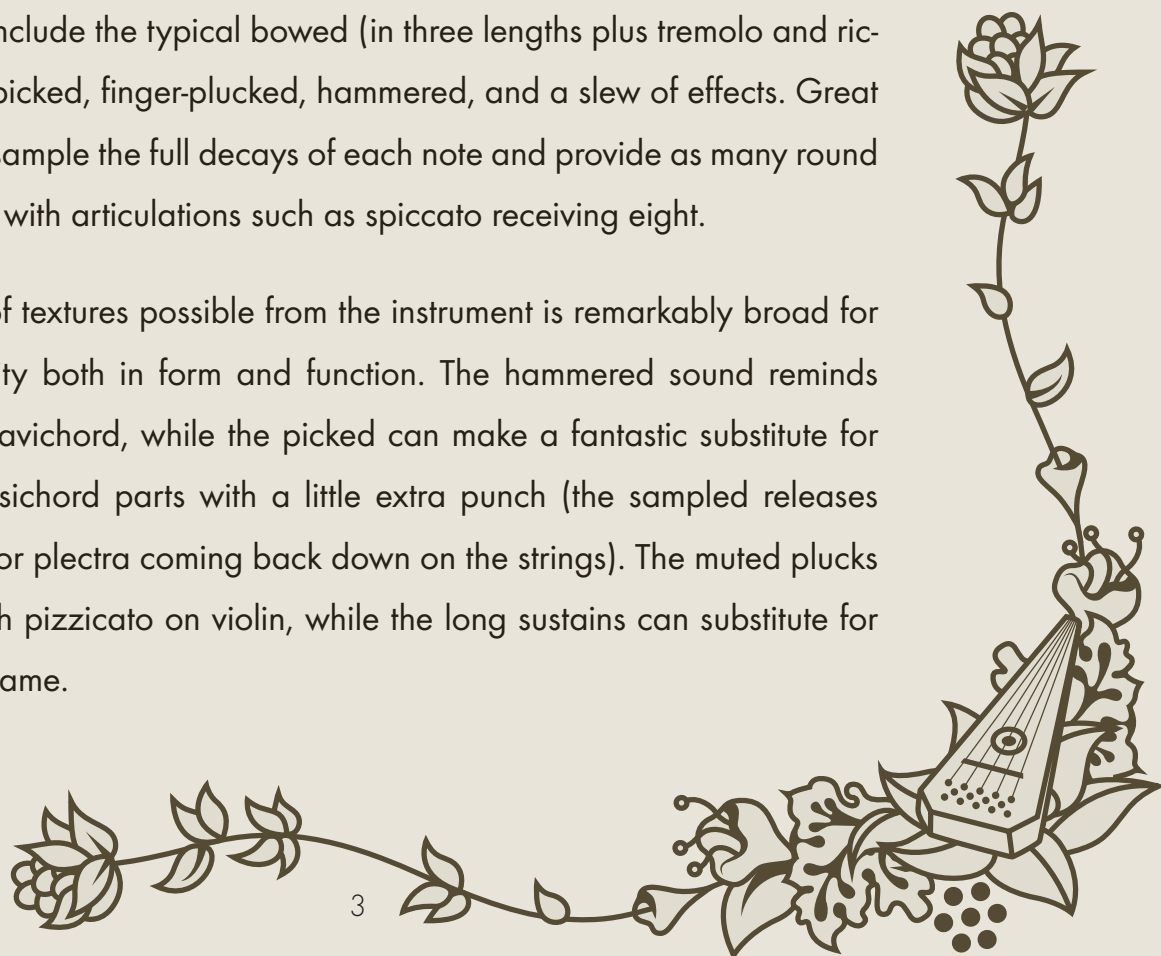 nclude the typical bowed (in three lengths plus tremolo and ric-
picked, finger-plucked, hammered, and a slew of effects. Great
sample the full decays of each note and provide as many round
with articulations such as spiccato receiving eight.
of textures possible from the instrument is remarkably broad for
ty both in form and function. The hammered sound reminds
avichord, while the picked can make a fantastic substitute for
sichord parts with a little extra punch (the sampled releases
or plectra coming back down on the strings). The muted plucks
h pizzicato on violin, while the long sustains can substitute for
ame.
3